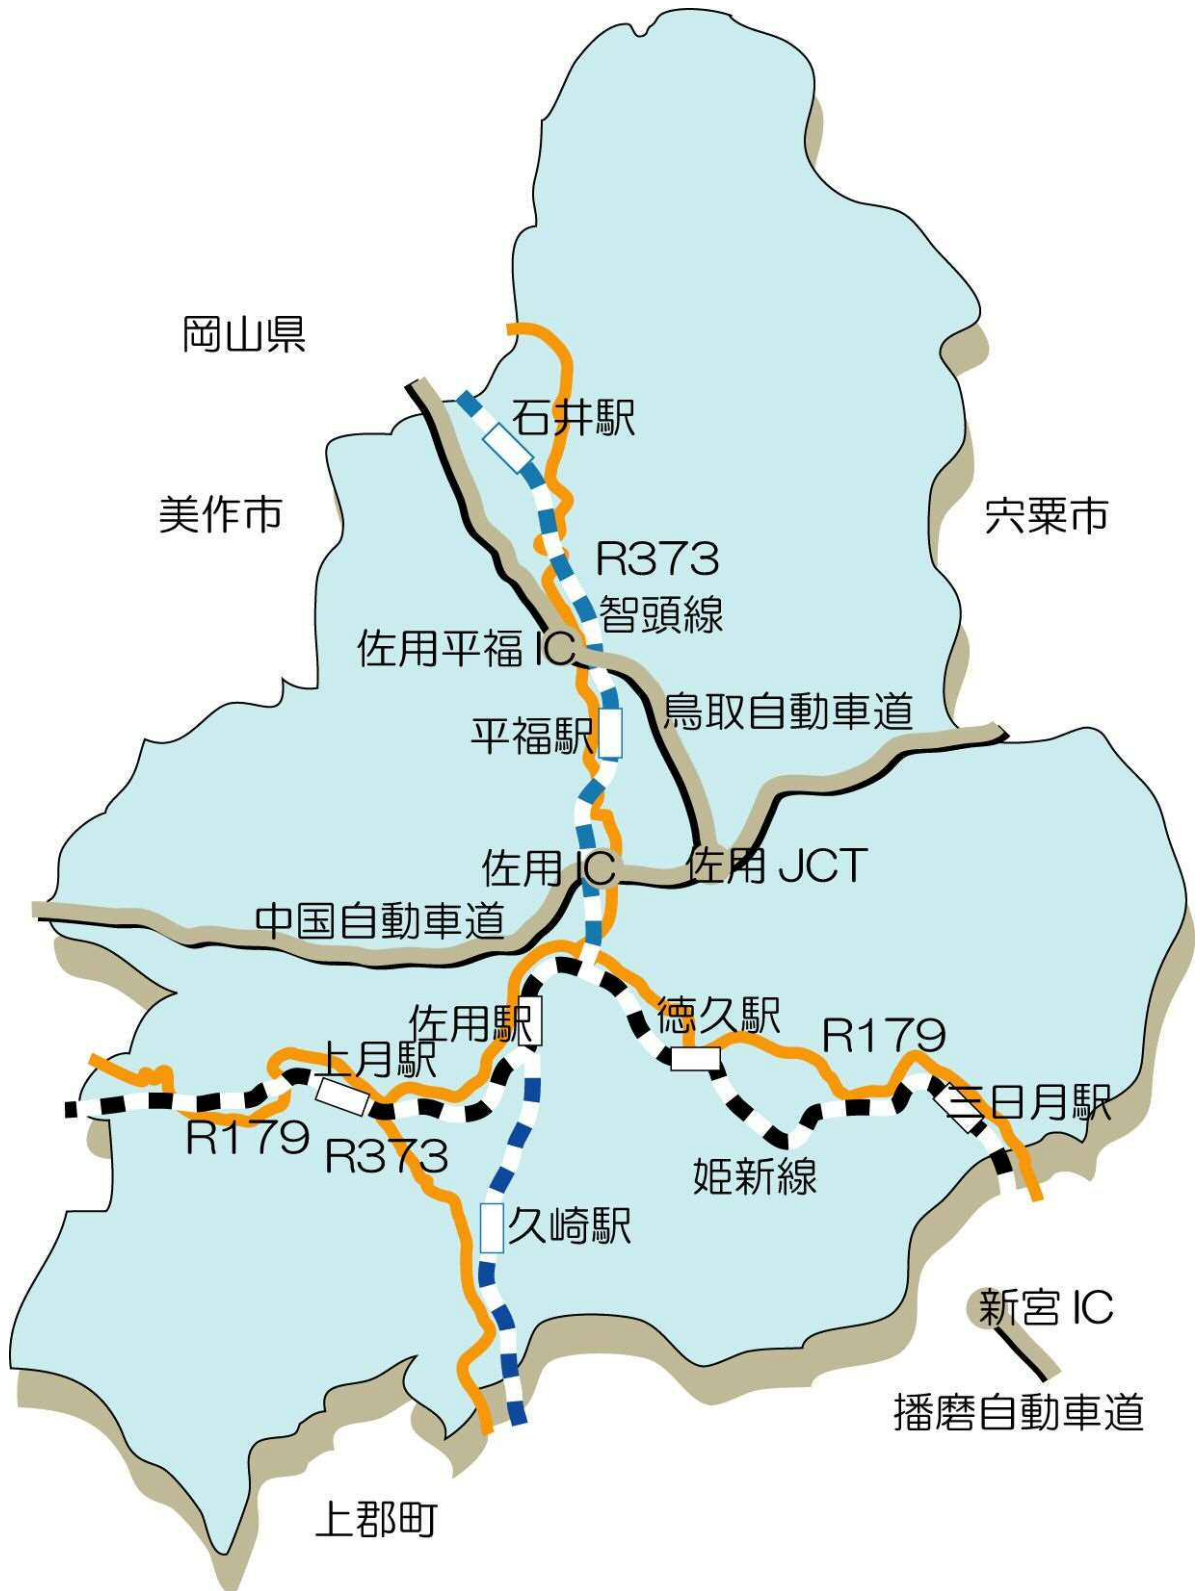 岡山県
石井駅
美作市
宍粟市
R373
智頭線
佐用平福 IC
鳥取自動車道
平福駅
佐用 IC
佐用 JCT
中国自動車道
佐用駅
徳久駅
R179
上月駅
三日月駅
R179
R373
姫新線
久崎駅
新宮 IC
播磨自動車道
上郡町